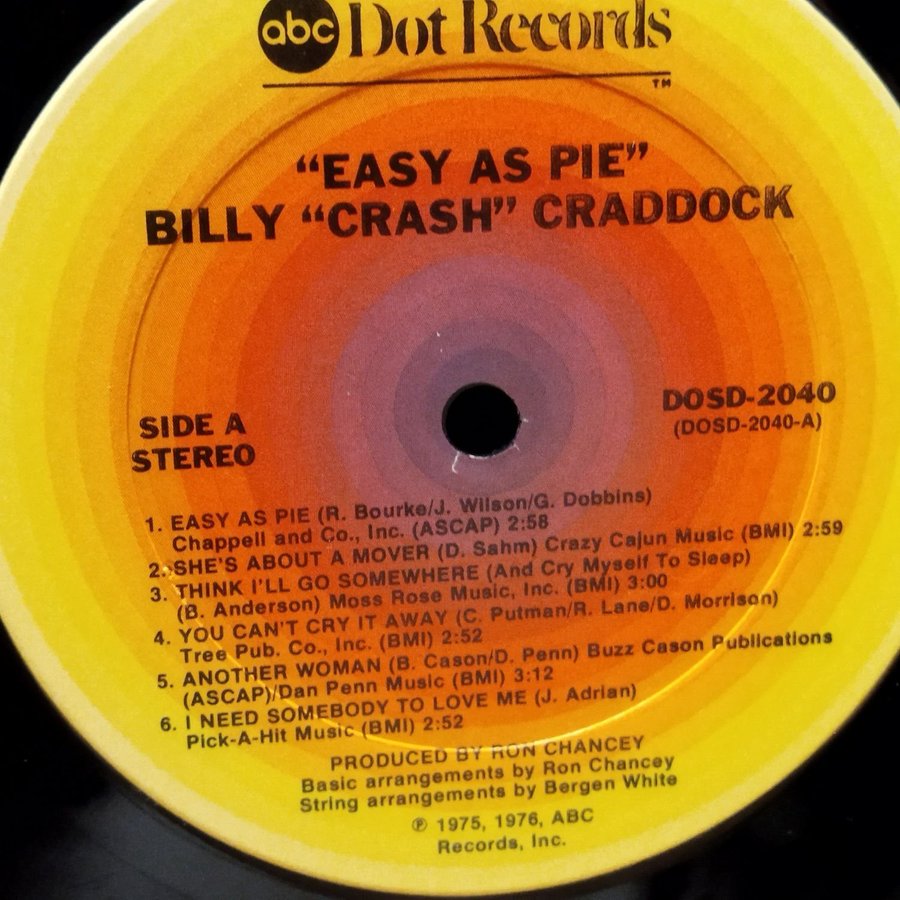 abc Dot Records
TM
“EASY AS PIE”
BILLY “CRASH” CRADDOCK
SIDE A
STEREO
DOSD-2040
(DOSD-2040-A)
1. EASY AS PIE (R. Bourke/J. Wilson/G. Dobbins)
Chappell and Co., Inc. (ASCAP) 2:58
2. SHE'S ABOUT A MOVER (D. Sahm) Crazy Cajun Music (BMI) 2:59
3. THINK I'LL GO SOMEWHERE (And Cry Myself To Sleep)
(B. Anderson) Moss Rose Music, Inc. (BMI) 3:00
4. YOU CAN'T CRY IT AWAY (C. Putman/R. Lane/D. Morrison)
Tree Pub. Co., Inc. (BMI) 2:52
5. ANOTHER WOMAN (B. Cason/D. Penn) Buzz Cason Publications
(ASCAP)/Dan Penn Music (BMI) 3:12
6. I NEED SOMEBODY TO LOVE ME (J. Adrian)
Pick-A-Hit Music (BMI) 2:52
PRODUCED BY RON CHANCEY
Basic arrangements by Ron Chancey
String arrangements by Bergen White
℗ 1975, 1976, ABC
Records, Inc.